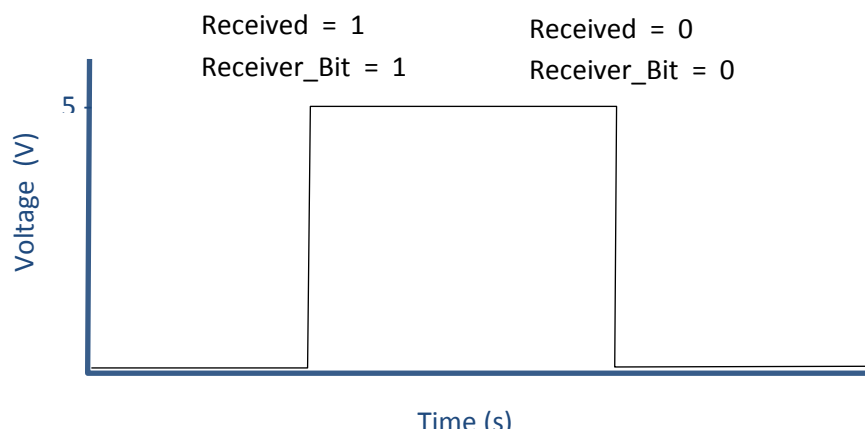 Received = 1
Receiver_Bit = 1
Received = 0
Receiver_Bit = 0
5
Voltage (V)
Time (s)